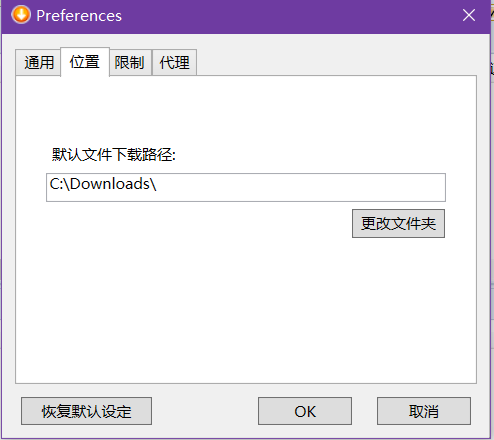 Preferences
通用 位置 限制 代理
默认文件下载路径:
C:\Downloads\
更改文件夹
恢复默认设定 OK 取消